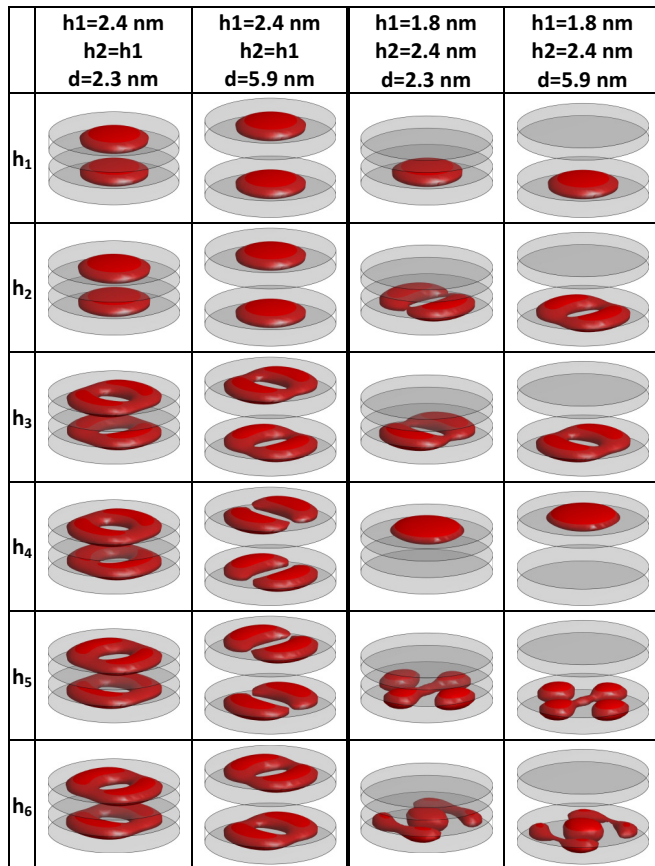 h1=2.4 nm
h2=h1
d=2.3 nm
h1=2.4 nm
h2=h1
d=5.9 nm
h1=1.8 nm
h2=2.4 nm
d=2.3 nm
h1=1.8 nm
h2=2.4 nm
d=5.9 nm
h₁
h₂
h₃
h₄
h₅
h₆